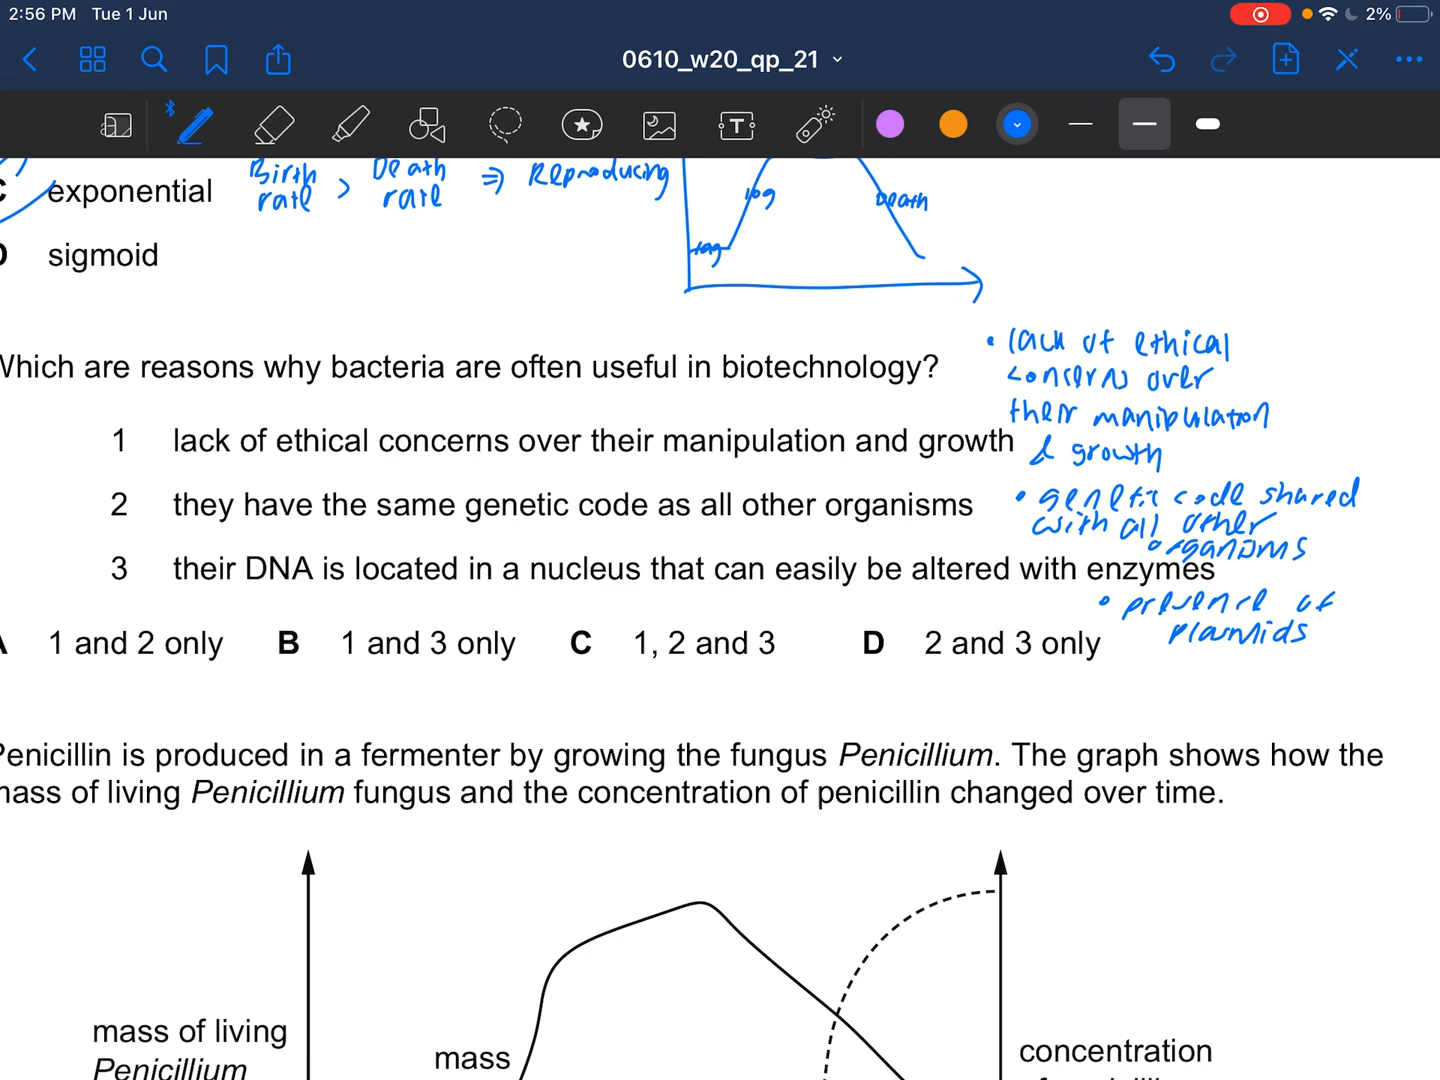 2:56 PM Tue 1 Jun
2%
0610_w20_qp_21
exponential
Birth rate > Death rate ⇒ Reproducing
log
Death
lag
sigmoid
Which are reasons why bacteria are often useful in biotechnology?
1 lack of ethical concerns over their manipulation and growth
2 they have the same genetic code as all other organisms
3 their DNA is located in a nucleus that can easily be altered with enzymes
• lack of ethical
concerns over
their manipulation
& growth
• genetic code shared
with all other
organisms
• presence of
plasmids
A 1 and 2 only B 1 and 3 only C 1, 2 and 3 D 2 and 3 only
Penicillin is produced in a fermenter by growing the fungus Penicillium. The graph shows how the
mass of living Penicillium fungus and the concentration of penicillin changed over time.
mass of living
Penicillium
mass
concentration